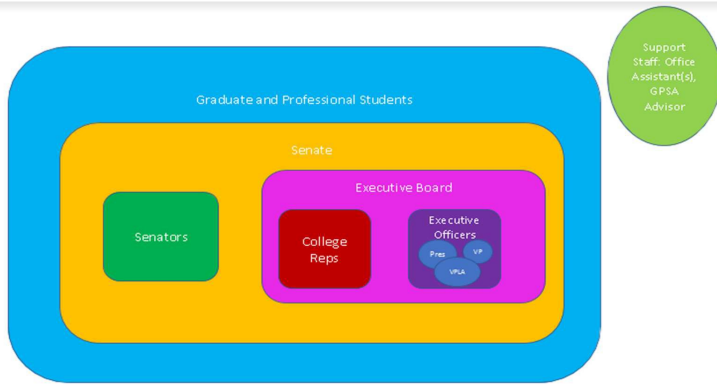 Support
Staff: Office
Assistant(s),
GPSA
Advisor
Graduate and Professional Students
Senate
Executive Board
Senators
College
Reps
Executive
Officers
Pres
VP
VPLA